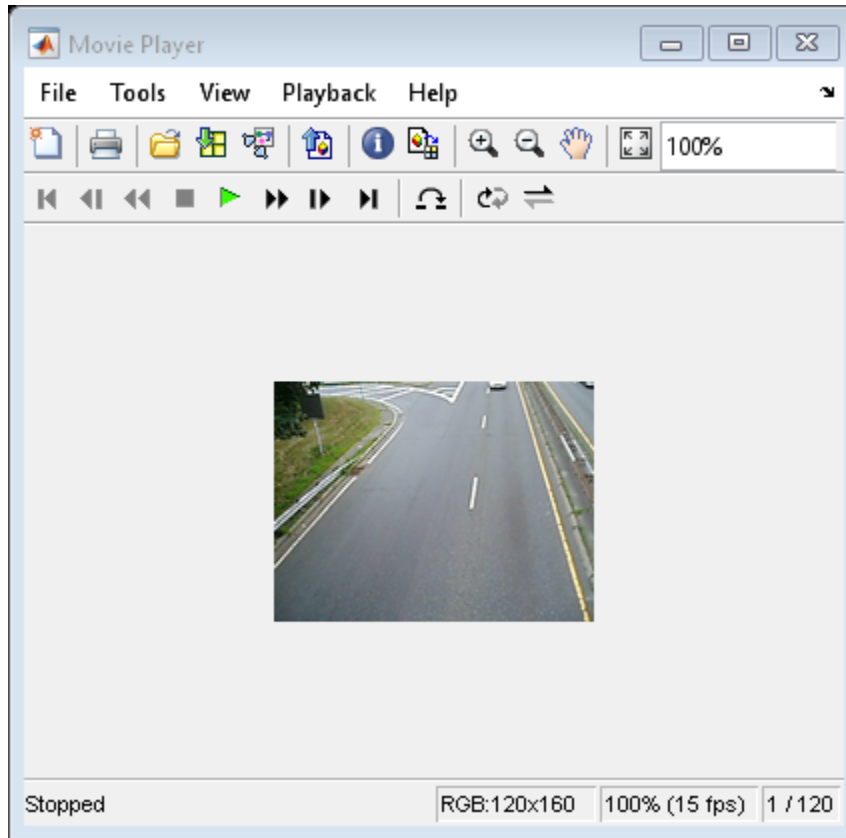 Movie Player
File Tools View Playback Help
100%
Stopped RGB:120x160 100% (15 fps) 1 / 120